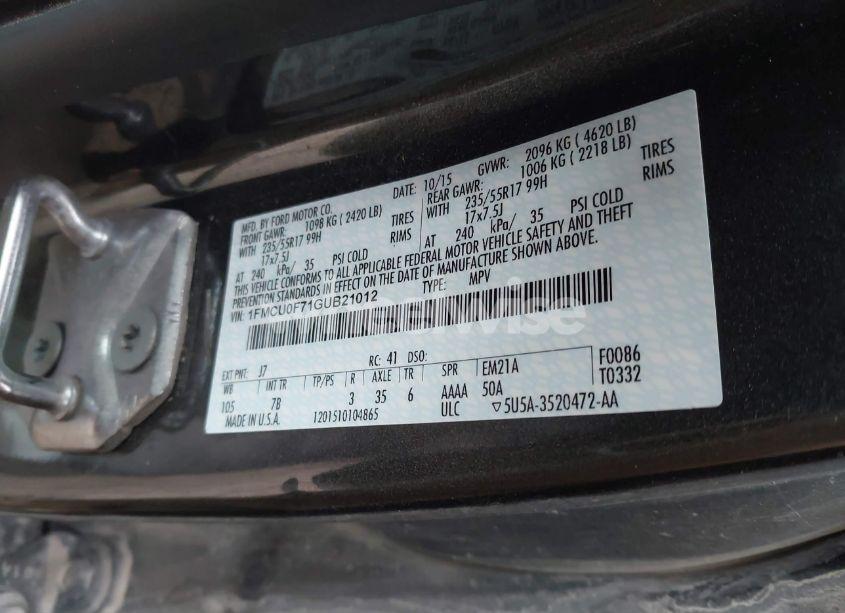 MFD. BY FORD MOTOR CO. DATE: 10/15 GVWR: 2096 KG ( 4620 LB)
FRONT GAWR: 1098 KG ( 2420 LB) REAR GAWR: 1006 KG ( 2218 LB)
WITH 235/55R17 99H TIRES WITH 235/55R17 99H TIRES
17x7.5J RIMS 17x7.5J RIMS
AT 240 kPa/ 35 PSI COLD AT 240 kPa/ 35 PSI COLD
THIS VEHICLE CONFORMS TO ALL APPLICABLE FEDERAL MOTOR VEHICLE SAFETY AND THEFT
PREVENTION STANDARDS IN EFFECT ON THE DATE OF MANUFACTURE SHOWN ABOVE.
VIN: 1FMCU0F71GUB21012 TYPE: MPV
EXT PNT: J7 RC: 41 DSO:
WB INT TR TP/PS R AXLE TR SPR EM21A F0086
105 7B 3 35 6 AAAA 50A T0332
MADE IN U.S.A. 1201510104865 ULC ▽5U5A-3520472-AA